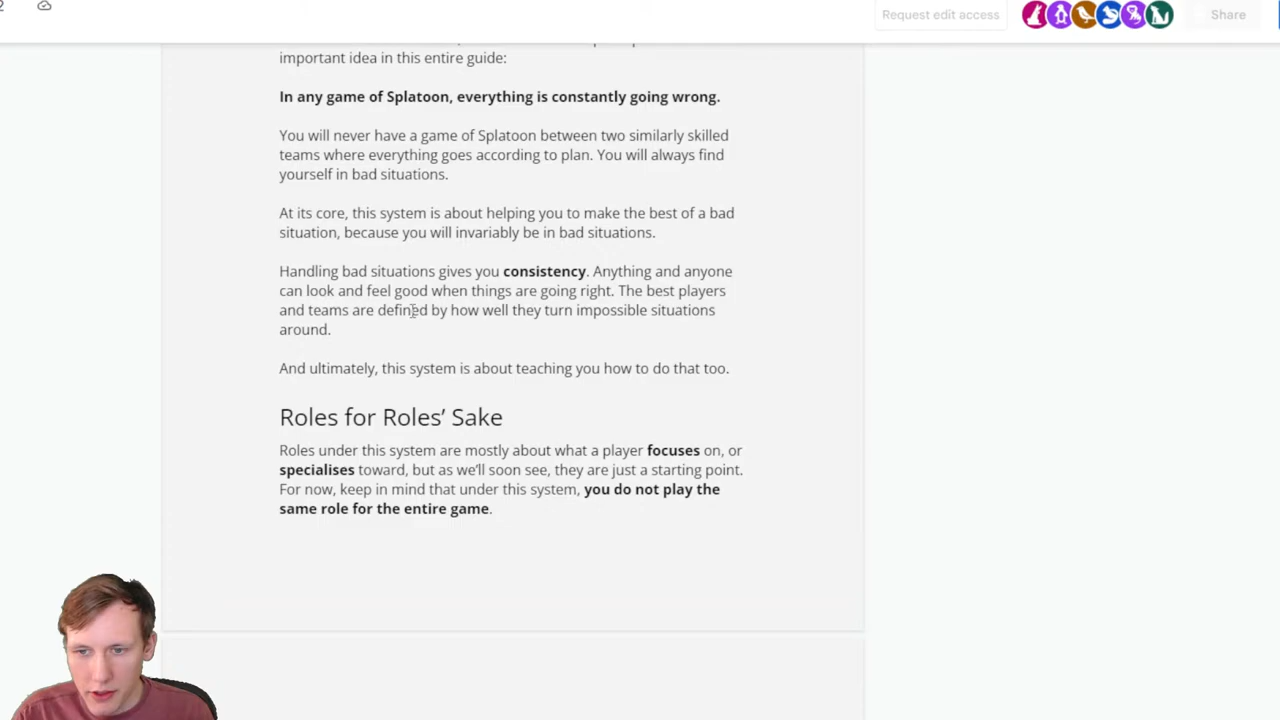 2
Request edit access
Share
important idea in this entire guide:
In any game of Splatoon, everything is constantly going wrong.
You will never have a game of Splatoon between two similarly skilled
teams where everything goes according to plan. You will always find
yourself in bad situations.
At its core, this system is about helping you to make the best of a bad
situation, because you will invariably be in bad situations.
Handling bad situations gives you consistency. Anything and anyone
can look and feel good when things are going right. The best players
and teams are defined by how well they turn impossible situations
around.
And ultimately, this system is about teaching you how to do that too.
Roles for Roles’ Sake
Roles under this system are mostly about what a player focuses on, or
specialises toward, but as we’ll soon see, they are just a starting point.
For now, keep in mind that under this system, you do not play the
same role for the entire game.